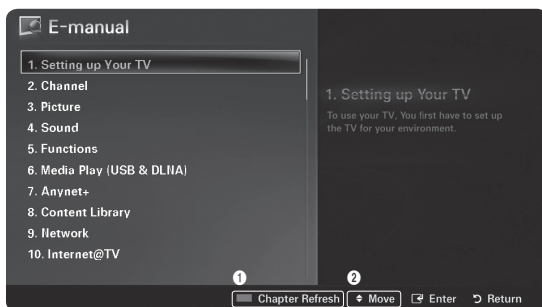 E-manual
1. Setting up Your TV
2. Channel
3. Picture
4. Sound
5. Functions
6. Media Play (USB & DLNA)
7. Anynet+
8. Content Library
9. Network
10. Internet@TV
1. Setting up Your TV
To use your TV, You first have to set up
the TV for your environment.
1 2
Chapter Refresh Move Enter Return